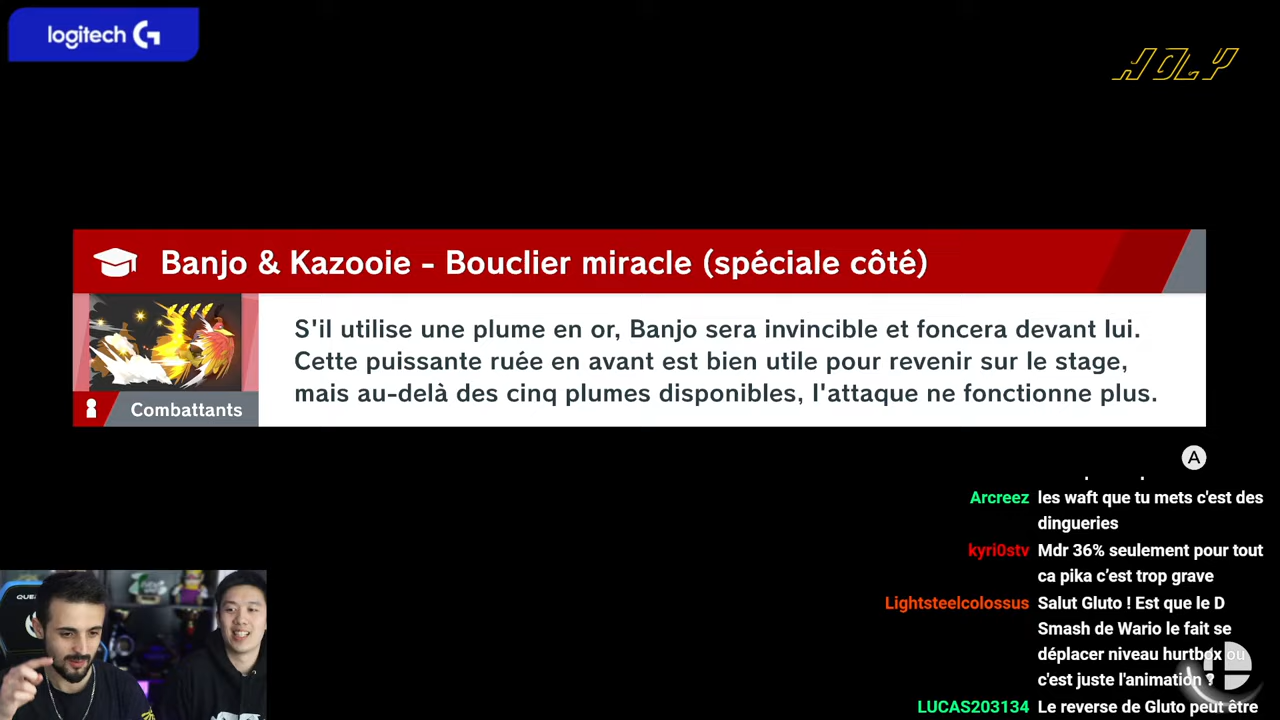 logitech G
HOLY
Banjo & Kazooie - Bouclier miracle (spéciale côté)
S'il utilise une plume en or, Banjo sera invincible et foncera devant lui.
Cette puissante ruée en avant est bien utile pour revenir sur le stage,
mais au-delà des cinq plumes disponibles, l'attaque ne fonctionne plus.
Combattants
A
Arcreez les waft que tu mets c'est des
dingueries
kyri0stv Mdr 36% seulement pour tout
ca pika c’est trop grave
Lightsteelcolossus Salut Gluto ! Est que le D
Smash de Wario le fait se
déplacer niveau hurtbox ou
c'est juste l'animation ?
LUCAS203134 Le reverse de Gluto peut être